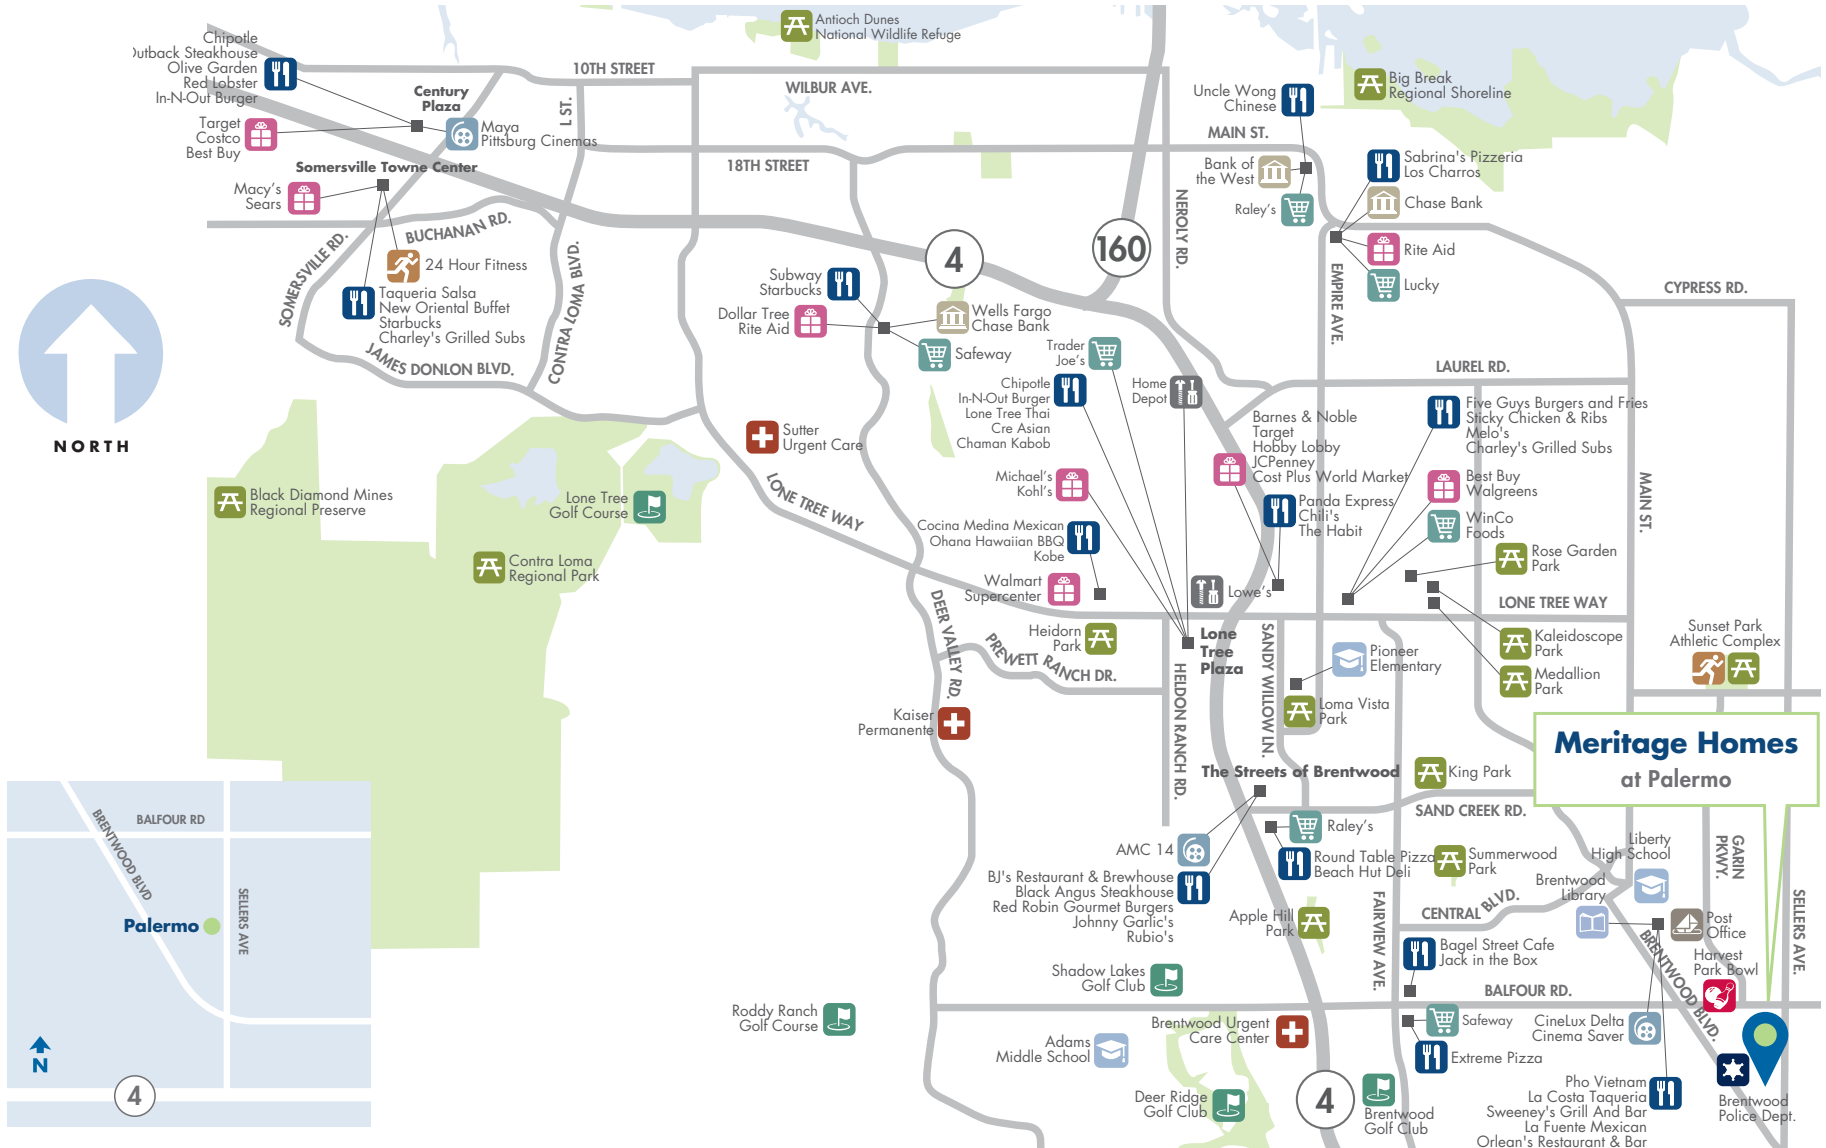 Antioch Dunes
National Wildlife Refuge
Chipotle
Outback Steakhouse
Olive Garden
Red Lobster
In-N-Out Burger
10TH STREET
WILBUR AVE.
Century
Plaza
L ST.
Target
Costco
Best Buy
Maya
Pittsburg Cinemas
Uncle Wong
Chinese
Big Break
Regional Shoreline
MAIN ST.
18TH STREET
Bank of
the West
Raley's
Sabrina's Pizzeria
Los Charros
Chase Bank
Rite Aid
Lucky
Somersville Towne Center
Macy's
Sears
BUCHANAN RD.
SOMERSVILLE RD.
24 Hour Fitness
Taqueria Salsa
New Oriental Buffet
Starbucks
Charley's Grilled Subs
JAMES DONLON BLVD.
CONTRA LOMA BLVD.
4
160
NEROLY RD.
EMPIRE AVE.
CYPRESS RD.
Subway
Starbucks
Dollar Tree
Rite Aid
Wells Fargo
Chase Bank
Safeway
Trader
Joe's
LAUREL RD.
NORTH
Chipotle
In-N-Out Burger
Lone Tree Thai
Cre Asian
Chaman Kabob
Home
Depot
Barnes & Noble
Target
Hobby Lobby
JCPenney
Cost Plus World Market
Five Guys Burgers and Fries
Sticky Chicken & Ribs
Melo's
Charley's Grilled Subs
Sutter
Urgent Care
Michael's
Kohl's
Best Buy
Walgreens
MAIN ST.
Black Diamond Mines
Regional Preserve
Lone Tree
Golf Course
LONE TREE WAY
Panda Express
Chili's
The Habit
WinCo
Foods
Cocina Medina Mexican
Ohana Hawaiian BBQ
Kobe
Rose Garden
Park
Contra Loma
Regional Park
Walmart
Supercenter
Lowe's
LONE TREE WAY
DEER VALLEY RD.
Heidorn
Park
PREWETT RANCH DR.
Lone
Tree
Plaza
SANDY WILLOW LN.
Pioneer
Elementary
Kaleidoscope
Park
Medallion
Park
Sunset Park
Athletic Complex
HELDON RANCH RD.
Loma Vista
Park
Kaiser
Permanente
Meritage Homes
at Palermo
The Streets of Brentwood
King Park
SAND CREEK RD.
BALFOUR RD
BRENTWOOD BLVD
SELLERS AVE
Palermo
N
4
AMC 14
Raley's
Round Table Pizza
Beach Hut Deli
Summerwood
Park
Liberty
High School
GARIN
PKWY.
BJ's Restaurant & Brewhouse
Black Angus Steakhouse
Red Robin Gourmet Burgers
Johnny Garlic's
Rubio's
Brentwood
Library
CENTRAL BLVD.
FAIRVIEW AVE.
SELLERS AVE.
Apple Hill
Park
Post
Office
Bagel Street Cafe
Jack in the Box
BRENTWOOD BLVD.
Harvest
Park Bowl
Shadow Lakes
Golf Club
BALFOUR RD.
Roddy Ranch
Golf Course
Brentwood Urgent
Care Center
Safeway
CineLux Delta
Cinema Saver
Adams
Middle School
Extreme Pizza
Deer Ridge
Golf Club
4
Brentwood
Golf Club
Pho Vietnam
La Costa Taqueria
Sweeney's Grill And Bar
La Fuente Mexican
Orlean's Restaurant & Bar
Brentwood
Police Dept.